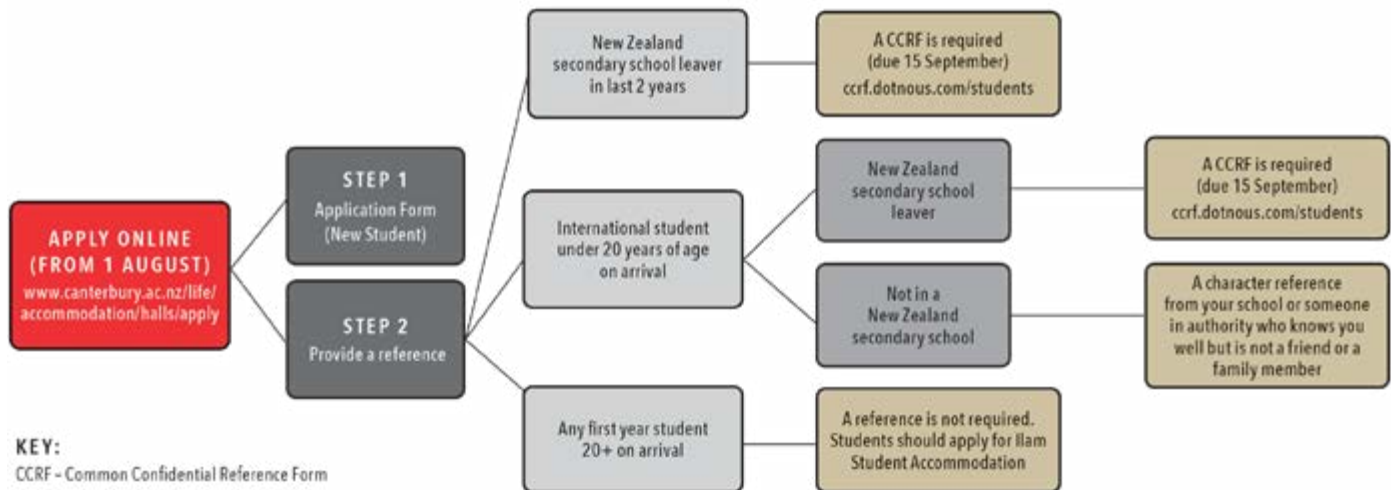 APPLY ONLINE
(FROM 1 AUGUST)
www.canterbury.ac.nz/life/
accommodation/halls/apply
STEP 1
Application Form
(New Student)
STEP 2
Provide a reference
New Zealand
secondary school leaver
in last 2 years
A CCRF is required
(due 15 September)
ccrf.dotnous.com/students
International student
under 20 years of age
on arrival
New Zealand
secondary school
leaver
A CCRF is required
(due 15 September)
ccrf.dotnous.com/students
Not in a
New Zealand
secondary school
A character reference
from your school or someone
in authority who knows you
well but is not a friend or a
family member
Any first year student
20+ on arrival
A reference is not required.
Students should apply for Ilam
Student Accommodation
KEY:
CCRF – Common Confidential Reference Form